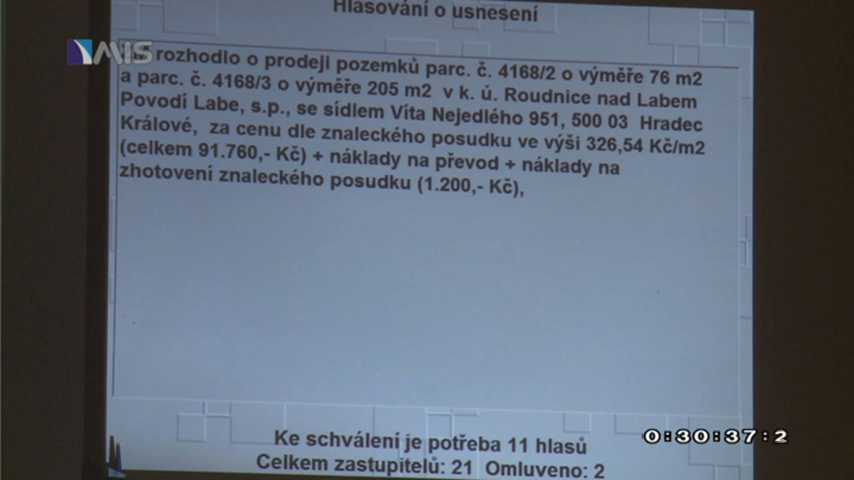 Hlasování o usnesení
MIS
rozhodlo o prodeji pozemků parc. č. 4168/2 o výměře 76 m2
a parc. č. 4168/3 o výměře 205 m2 v k. ú. Roudnice nad Labem
Povodí Labe, s.p., se sídlem Víta Nejedlého 951, 500 03 Hradec
Králové, za cenu dle znaleckého posudku ve výši 326,54 Kč/m2
(celkem 91.760,- Kč) + náklady na převod + náklady na
zhotovení znaleckého posudku (1.200,- Kč),
Ke schválení je potřeba 11 hlasů
Celkem zastupitelů: 21 Omluveno: 2
0:30:37:2